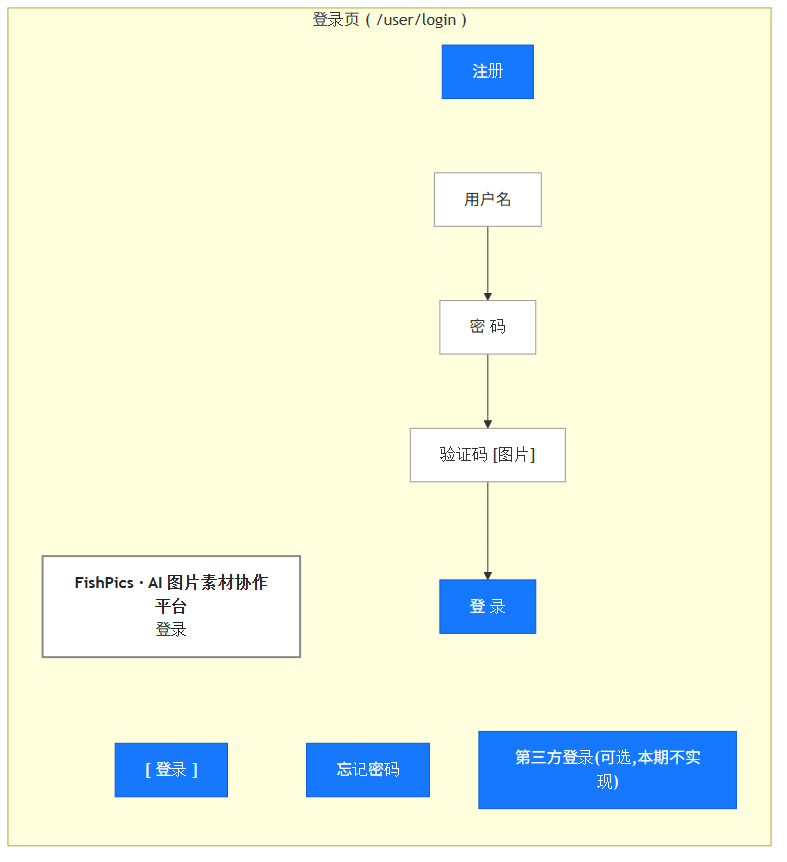 登录页 ( /user/login )
注册
用户名
密 码
验证码 [图片]
FishPics · AI 图片素材协作
平台
登录
登 录
[ 登录 ]
忘记密码
第三方登录(可选,本期不实
现)